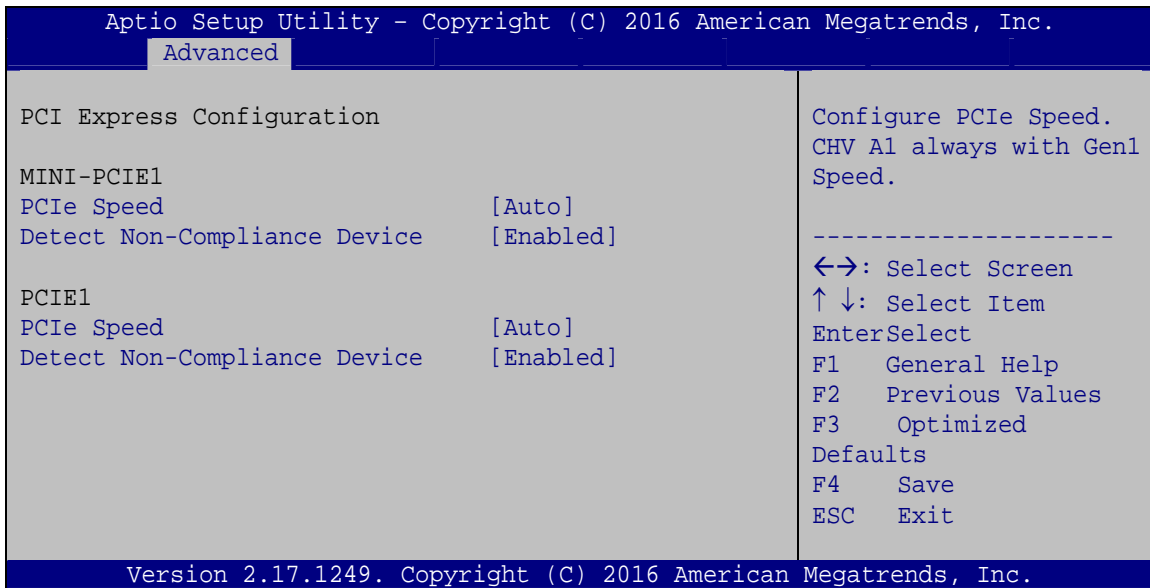 Aptio Setup Utility – Copyright (C) 2016 American Megatrends, Inc.
Advanced
PCI Express Configuration
MINI-PCIE1
PCIe Speed [Auto]
Detect Non-Compliance Device [Enabled]
PCIE1
PCIe Speed [Auto]
Detect Non-Compliance Device [Enabled]
Configure PCIe Speed.
CHV A1 always with Gen1
Speed.
---------------------
←→: Select Screen
↑ ↓: Select Item
EnterSelect
F1 General Help
F2 Previous Values
F3 Optimized
Defaults
F4 Save
ESC Exit
Version 2.17.1249. Copyright (C) 2016 American Megatrends, Inc.